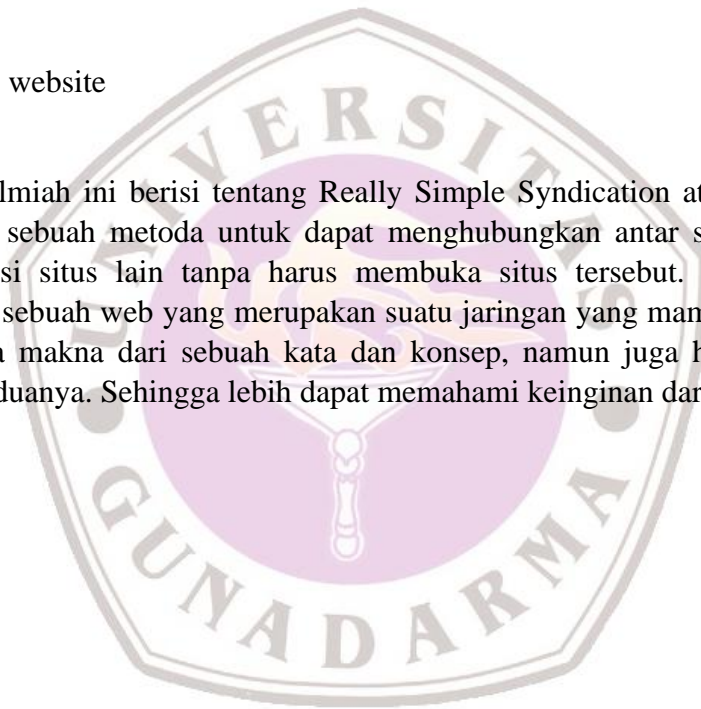 website
UNIVERSITAS
lmiah ini berisi tentang Really Simple Syndication at
sebuah metoda untuk dapat menghubungkan antar s
si situs lain tanpa harus membuka situs tersebut.
sebuah web yang merupakan suatu jaringan yang mam
a makna dari sebuah kata dan konsep, namun juga h
duanya. Sehingga lebih dapat memahami keinginan dar
GUNADARMA